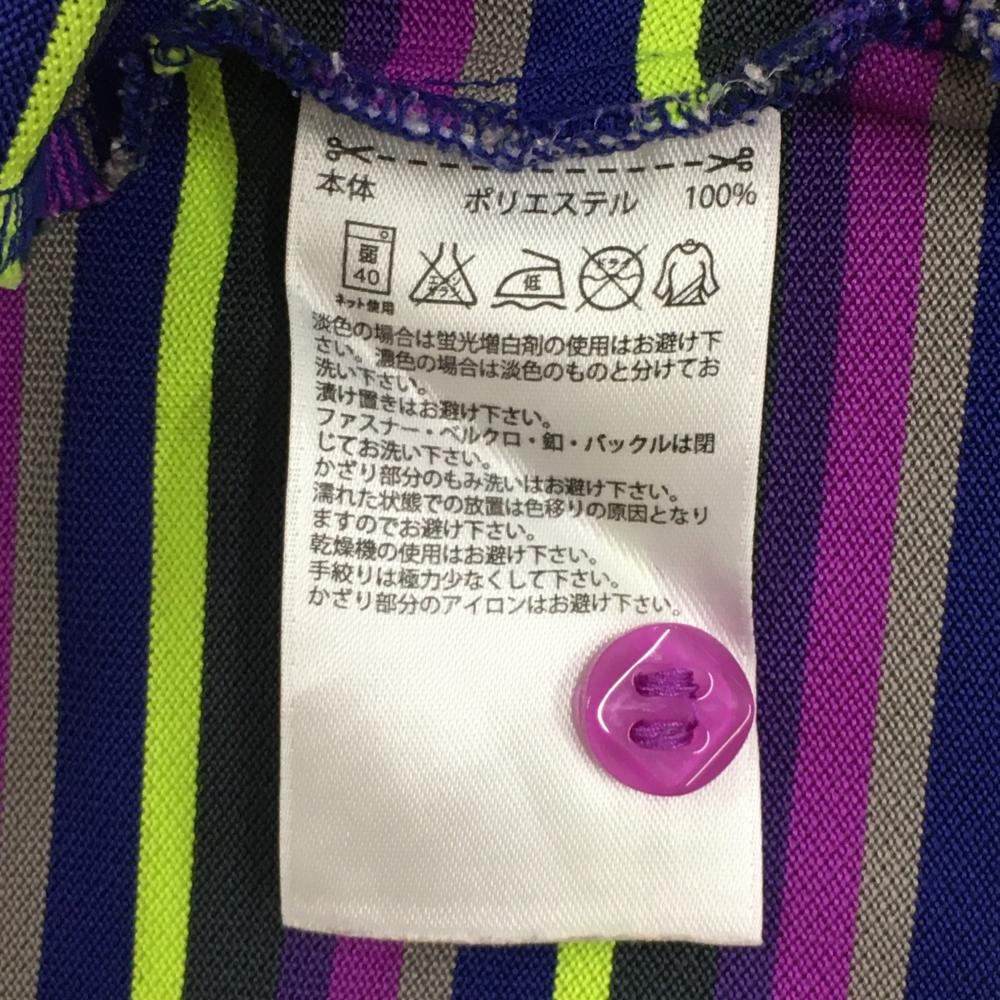 本体 ポリエステル 100%
弱
40
ネット使用
エンソ
サラシ
低
ドライ
淡色の場合は蛍光増白剤の使用はお避け下
さい。濃色の場合は淡色のものと分けてお
洗い下さい。
漬け置きはお避け下さい。
ファスナー・ベルクロ・釦・バックルは閉
じてお洗い下さい。
かざり部分のもみ洗いはお避け下さい。
濡れた状態での放置は色移りの原因となり
ますのでお避け下さい。
乾燥機の使用はお避け下さい。
手絞りは極力少なくして下さい。
かざり部分のアイロンはお避け下さい。